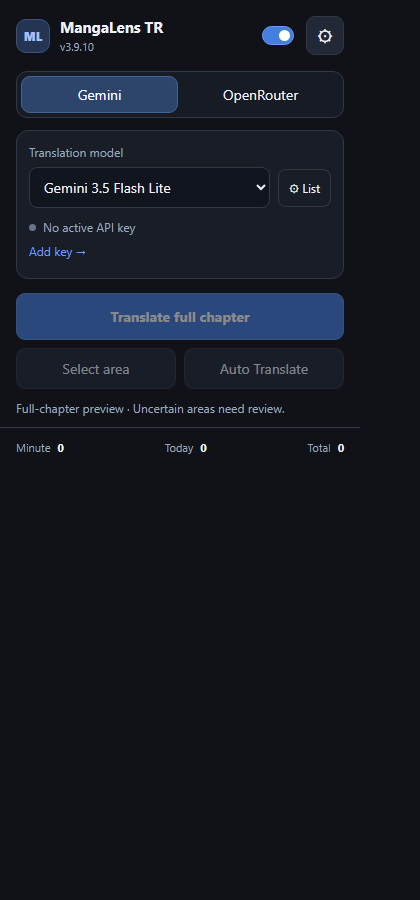 ML
MangaLens TR
v3.9.10
Gemini
OpenRouter
Translation model
Gemini 3.5 Flash Lite
List
No active API key
Add key →
Translate full chapter
Select area
Auto Translate
Full-chapter preview · Uncertain areas need review.
Minute 0
Today 0
Total 0